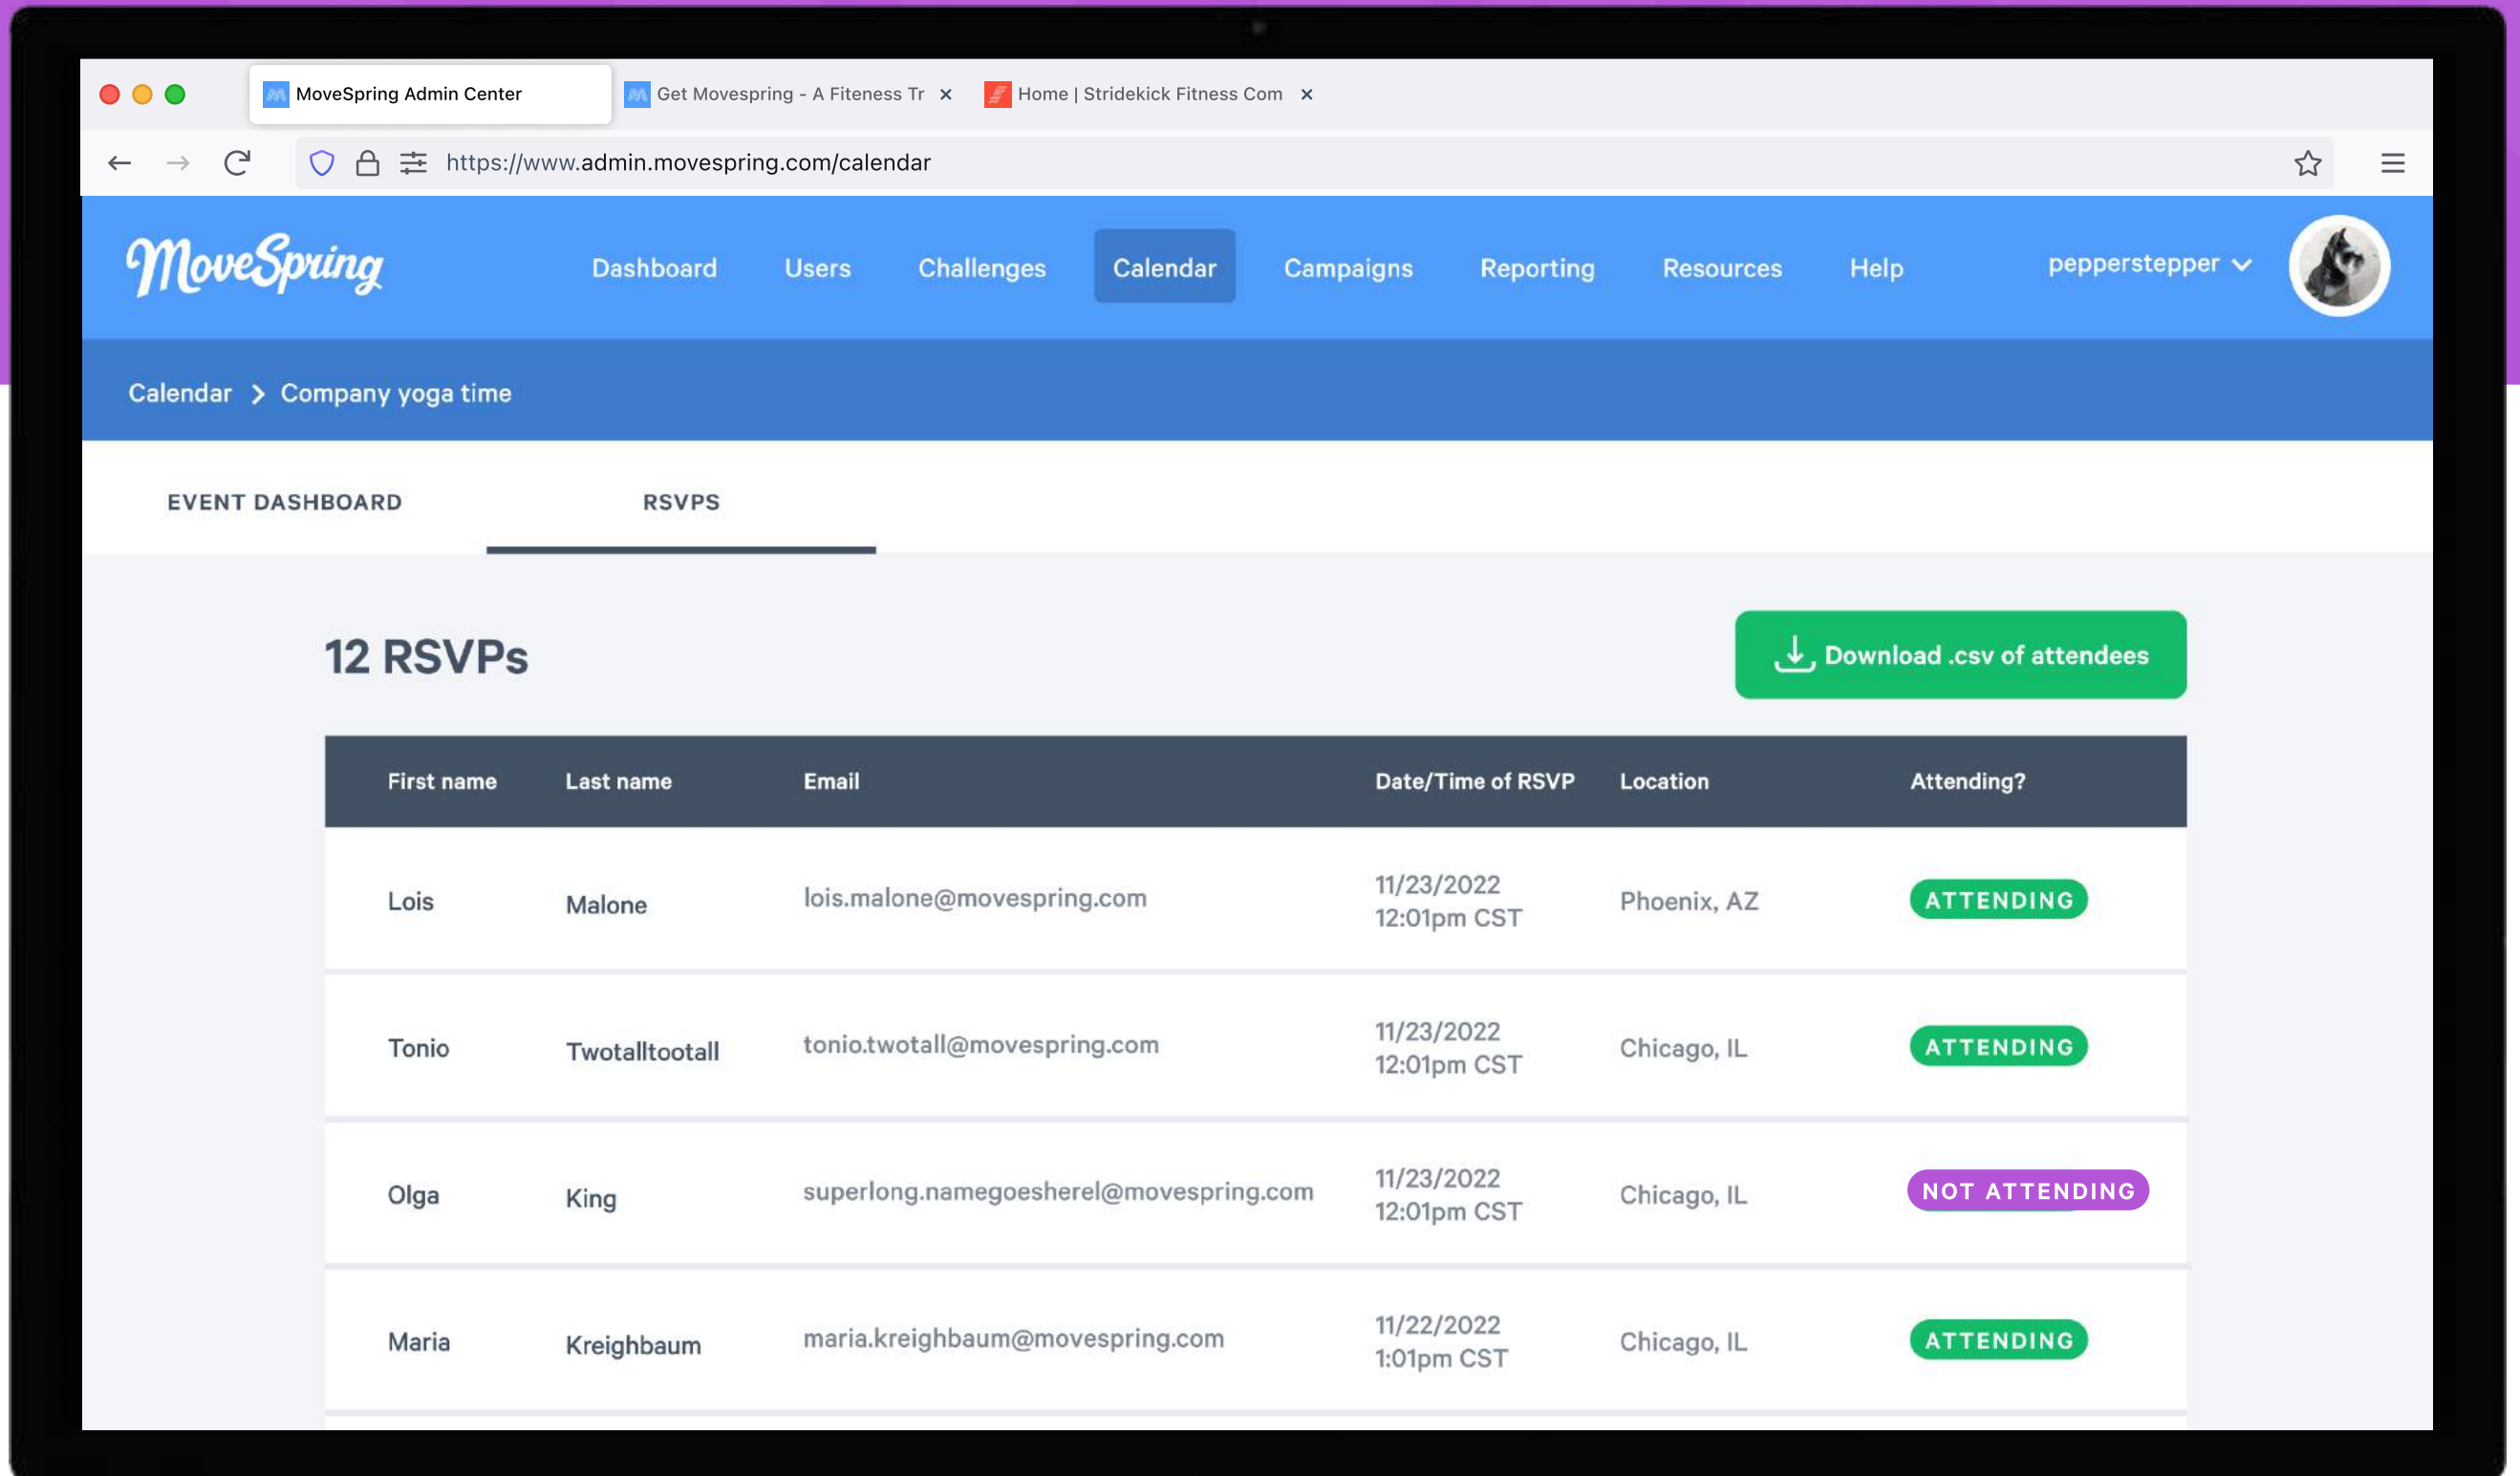 MoveSpring Admin Center
Get Movespring - A Fiteness Tr
Home | Stridekick Fitness Com
https://www.admin.movespring.com/calendar
MoveSpring
Dashboard Users Challenges Calendar Campaigns Reporting Resources Help pepperstepper
Calendar > Company yoga time
EVENT DASHBOARD RSVPS
12 RSVPs
Download .csv of attendees
First name Last name Email Date/Time of RSVP Location Attending?
Lois Malone lois.malone@movespring.com 11/23/2022 12:01pm CST Phoenix, AZ ATTENDING
Tonio Twotalltootall tonio.twotall@movespring.com 11/23/2022 12:01pm CST Chicago, IL ATTENDING
Olga King superlong.namegoesherel@movespring.com 11/23/2022 12:01pm CST Chicago, IL NOT ATTENDING
Maria Kreighbaum maria.kreighbaum@movespring.com 11/22/2022 1:01pm CST Chicago, IL ATTENDING